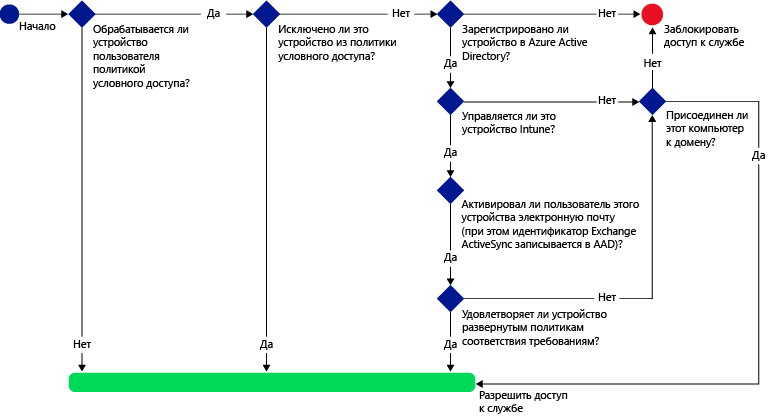 Начало
Обрабатывается ли
устройство
пользователя
политикой
условного доступа?
Да
Исключено ли это
устройство из политики
условного доступа?
Нет
Зарегистрировано ли
устройство в Azure Active
Directory?
Нет
Заблокировать
доступ к службе
Да
Нет
Управляется ли это
устройство Intune?
Нет
Присоединен ли
этот компьютер
к домену?
Да
Да
Активировал ли пользователь этого
устройства электронную почту
(при этом идентификатор Exchange
ActiveSync записывается в AAD)?
Да
Нет
Удовлетворяет ли устройство
развернутым политикам
соответствия требованиям?
Нет
Да
Да
Разрешить доступ
к службе